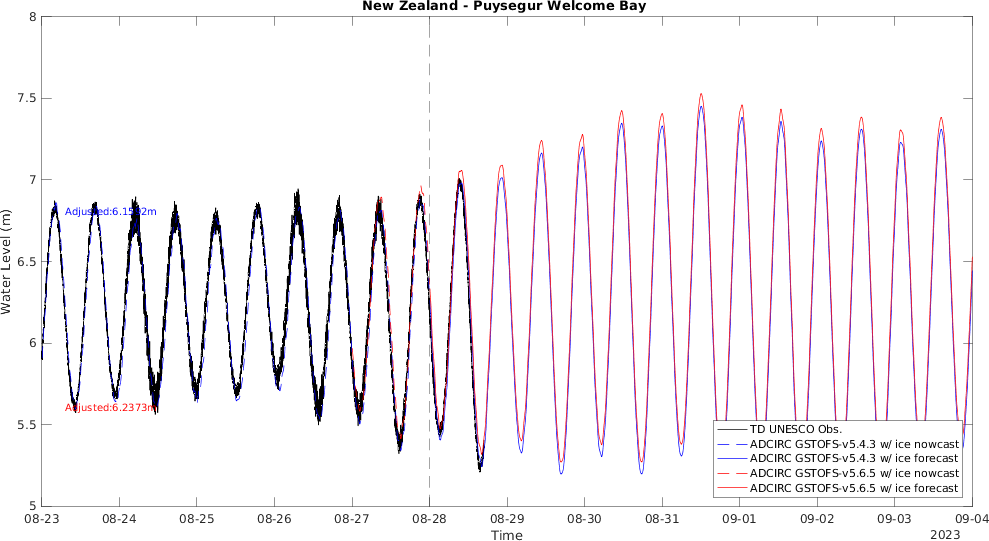 New Zealand - Puysegur Welcome Bay
8
7.5
7
6.5
6
5.5
5
Water Level (m)
Adjusted:6.1502m
Adjusted:6.2373m
TD UNESCO Obs.
ADCIRC GSTOFS-v5.4.3 w/ ice nowcast
ADCIRC GSTOFS-v5.4.3 w/ ice forecast
ADCIRC GSTOFS-v5.6.5 w/ ice nowcast
ADCIRC GSTOFS-v5.6.5 w/ ice forecast
08-23 08-24 08-25 08-26 08-27 08-28 08-29 08-30 08-31 09-01 09-02 09-03 09-04
Time
2023